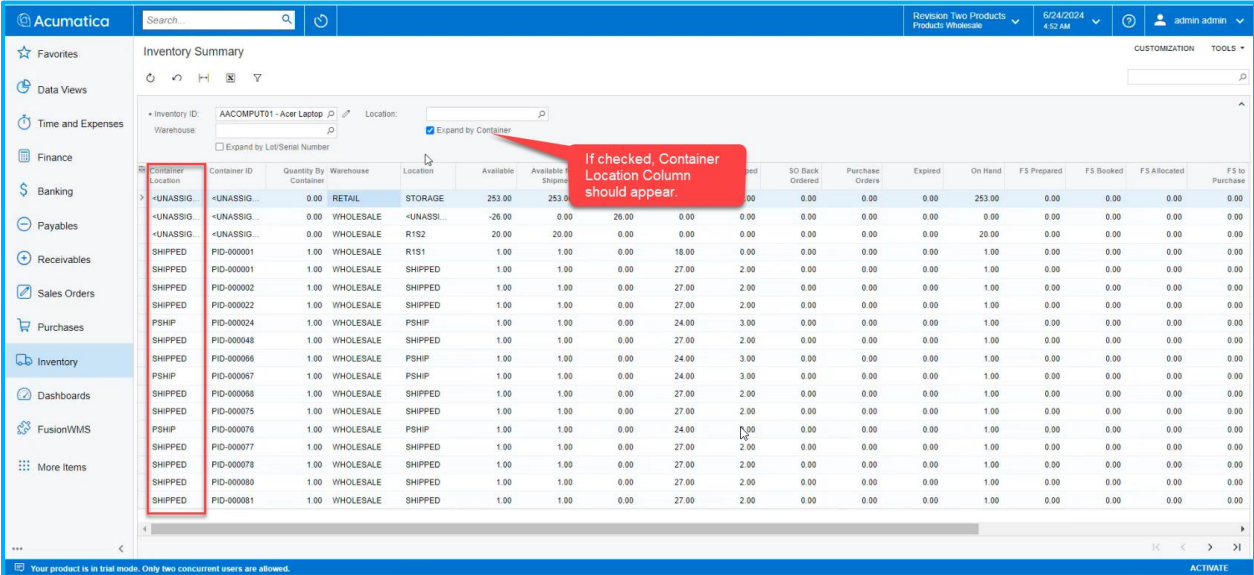 Acumatica
Search...
Revision Two Products
Products Wholesale
6/24/2024
4:52 AM
admin admin
Favorites
Data Views
Time and Expenses
Finance
Banking
Payables
Receivables
Sales Orders
Purchases
Inventory
Dashboards
FusionWMS
More Items
Inventory Summary
CUSTOMIZATION TOOLS
Inventory ID: AACOMPUT01 - Acer Laptop Location:
Warehouse: Expand by Container
Expand by Lot/Serial Number
If checked, Container
Location Column
should appear.
Container Location Container ID Quantity By Container Warehouse Location Available Available SO Back Ordered Purchase Orders Expired On Hand FS Prepared FS Booked FS Allocated FS to Purchase
<UNASSIG... <UNASSIG... 0.00 RETAIL STORAGE 253.00 0.00 0.00 0.00 253.00 0.00 0.00 0.00 0.00
<UNASSIG... <UNASSIG... 0.00 WHOLESALE <UNASSI... -26.00 0.00 26.00 0.00 0.00 0.00 0.00 0.00 0.00 0.00 0.00 0.00 0.00
<UNASSIG... <UNASSIG... 0.00 WHOLESALE R1S2 20.00 20.00 0.00 0.00 0.00 0.00 0.00 0.00 20.00 0.00 0.00 0.00 0.00
SHIPPED PID-000001 1.00 WHOLESALE R1S1 1.00 1.00 0.00 18.00 0.00 0.00 0.00 0.00 1.00 0.00 0.00 0.00 0.00
SHIPPED PID-000001 1.00 WHOLESALE SHIPPED 1.00 1.00 0.00 27.00 2.00 0.00 0.00 0.00 1.00 0.00 0.00 0.00 0.00
SHIPPED PID-000002 1.00 WHOLESALE SHIPPED 1.00 1.00 0.00 27.00 2.00 0.00 0.00 0.00 1.00 0.00 0.00 0.00 0.00
SHIPPED PID-000022 1.00 WHOLESALE SHIPPED 1.00 1.00 0.00 27.00 2.00 0.00 0.00 0.00 1.00 0.00 0.00 0.00 0.00
PSHIP PID-000024 1.00 WHOLESALE PSHIP 1.00 1.00 0.00 24.00 3.00 0.00 0.00 0.00 1.00 0.00 0.00 0.00 0.00
SHIPPED PID-000048 1.00 WHOLESALE SHIPPED 1.00 1.00 0.00 27.00 2.00 0.00 0.00 0.00 1.00 0.00 0.00 0.00 0.00
SHIPPED PID-000066 1.00 WHOLESALE PSHIP 1.00 1.00 0.00 24.00 3.00 0.00 0.00 0.00 1.00 0.00 0.00 0.00 0.00
PSHIP PID-000067 1.00 WHOLESALE PSHIP 1.00 1.00 0.00 24.00 3.00 0.00 0.00 0.00 1.00 0.00 0.00 0.00 0.00
SHIPPED PID-000068 1.00 WHOLESALE SHIPPED 1.00 1.00 0.00 27.00 2.00 0.00 0.00 0.00 1.00 0.00 0.00 0.00 0.00
SHIPPED PID-000075 1.00 WHOLESALE SHIPPED 1.00 1.00 0.00 27.00 2.00 0.00 0.00 0.00 1.00 0.00 0.00 0.00 0.00
PSHIP PID-000076 1.00 WHOLESALE PSHIP 1.00 1.00 0.00 24.00 0.00 0.00 0.00 1.00 0.00 0.00 0.00 0.00
SHIPPED PID-000077 1.00 WHOLESALE SHIPPED 1.00 1.00 0.00 27.00 2.00 0.00 0.00 0.00 1.00 0.00 0.00 0.00 0.00
SHIPPED PID-000078 1.00 WHOLESALE SHIPPED 1.00 1.00 0.00 27.00 2.00 0.00 0.00 0.00 1.00 0.00 0.00 0.00 0.00
SHIPPED PID-000080 1.00 WHOLESALE SHIPPED 1.00 1.00 0.00 27.00 2.00 0.00 0.00 0.00 1.00 0.00 0.00 0.00 0.00
SHIPPED PID-000081 1.00 WHOLESALE SHIPPED 1.00 1.00 0.00 27.00 2.00 0.00 0.00 0.00 1.00 0.00 0.00 0.00 0.00
Your product is in trial mode. Only two concurrent users are allowed. ACTIVATE